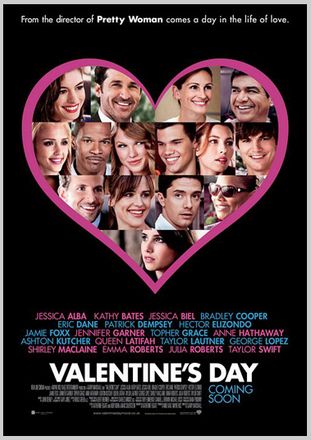 From the director of Pretty Woman comes a day in the life of love.
JESSICA ALBA KATHY BATES JESSICA BIEL BRADLEY COOPER
ERIC DANE PATRICK DEMPSEY HECTOR ELIZONDO
JAMIE FOXX JENNIFER GARNER TOPHER GRACE ANNE HATHAWAY
ASHTON KUTCHER QUEEN LATIFAH TAYLOR LAUTNER GEORGE LOPEZ
SHIRLEY MACLAINE EMMA ROBERTS JULIA ROBERTS TAYLOR SWIFT
VALENTINE'S DAY
COMING
SOON